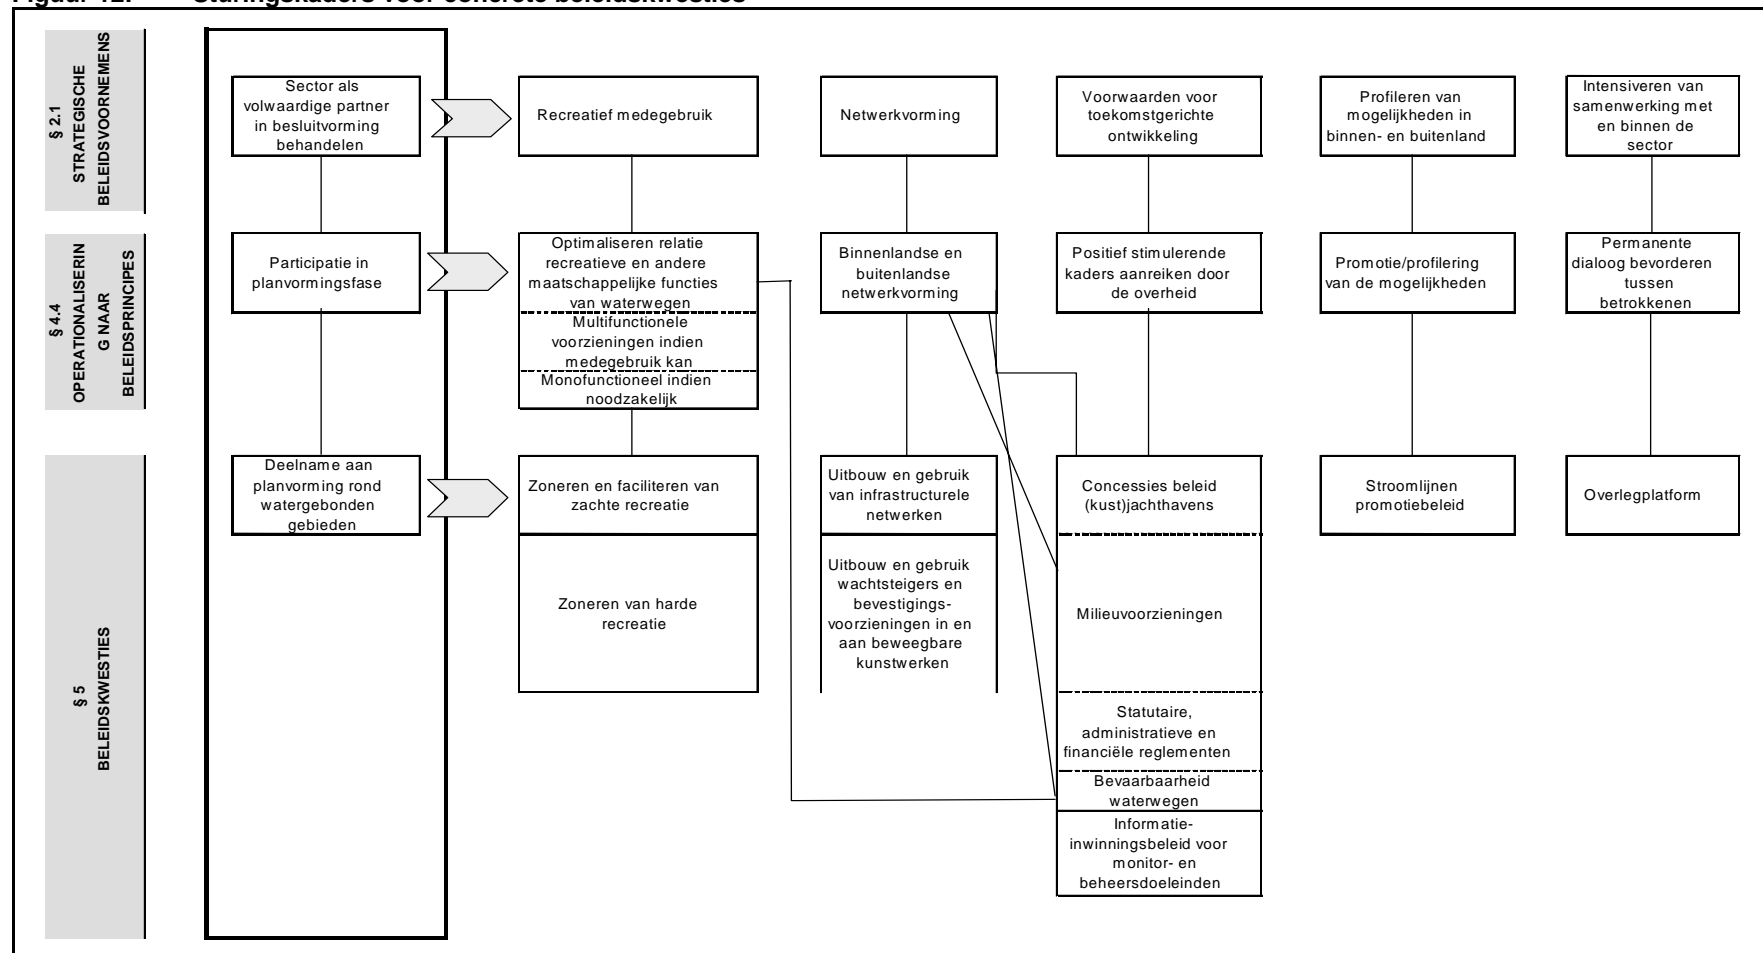 Figuur 12. Sturingskaders voor concrete beleidskwesties
§ 2.1
STRATEGISCHE
BELEIDSVOORNEMENS
Sector als
volwaardige partner
in besluitvorming
behandelen
Recreatief medegebruik
Netwerkvorming
Voorwaarden voor
toekomstgerichte
ontwikkeling
Profileren van
mogelijkheden in
binnen- en buitenland
Intensiveren van
samenwerking met
en binnen de
sector
§ 4.4
OPERATIONALISERIN
G NAAR
BELEIDSPRINCIPES
Participatie in
planvormingsfase
Optimaliseren relatie
recreatieve en andere
maatschappelijke functies
van waterwegen
Multifunctionele
voorzieningen indien
medegebruik kan
Monofunctioneel indien
noodzakelijk
Binnenlandse en
buitenlandse
netwerkvorming
Positief stimulerende
kaders aanreiken door
de overheid
Promotie/profilering
van de mogelijkheden
Permanente
dialoog bevorderen
tussen
betrokkenen
§ 5
BELEIDSKWESTIES
Deelname aan
planvorming rond
watergebonden
gebieden
Zoneren en faciliteren van
zachte recreatie
Zoneren van harde
recreatie
Uitbouw en gebruik
van infrastructurele
netwerken
Uitbouw en gebruik
wachtsteigers en
bevestigings-
voorzieningen in en
aan beweegbare
kunstwerken
Concessies beleid
(kust)jachthavens
Milieuvoorzieningen
Statutaire,
administratieve en
financiële reglementen
Bevaarbaarheid
waterwegen
Informatie-
inwinningsbeleid voor
monitor- en
beheersdoeleinden
Stroomlijnen
promotiebeleid
Overlegplatform